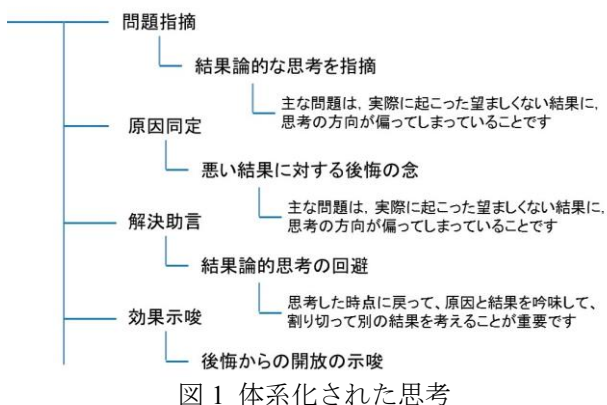 問題指摘
結果論的な思考を指摘
主な問題は，実際に起こった望ましくない結果に，
思考の方向が偏ってしまっていることです
原因同定
悪い結果に対する後悔の念
主な問題は，実際に起こった望ましくない結果に，
思考の方向が偏ってしまっていることです
解決助言
結果論的思考の回避
思考した時点に戻って、原因と結果を吟味して、
割り切って別の結果を考えることが重要です
効果示唆
後悔からの開放の示唆
図 1 体系化された思考